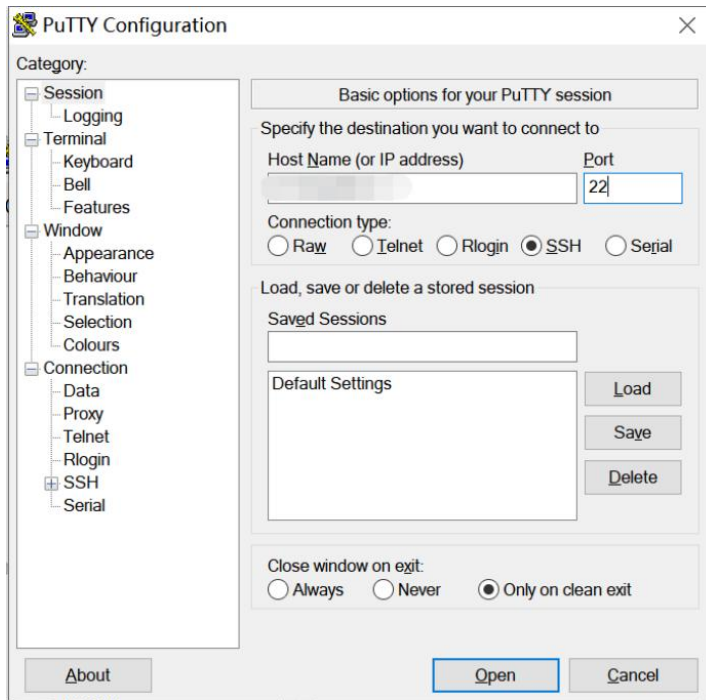 PuTTY Configuration
Category:
Session
Logging
Terminal
Keyboard
Bell
Features
Window
Appearance
Behaviour
Translation
Selection
Colours
Connection
Data
Proxy
Telnet
Rlogin
SSH
Serial
Basic options for your PuTTY session
Specify the destination you want to connect to
Host Name (or IP address) Port
22
Connection type:
Raw Telnet Rlogin SSH Serial
Load, save or delete a stored session
Saved Sessions
Default Settings
Load
Save
Delete
Close window on exit:
Always Never Only on clean exit
About Open Cancel